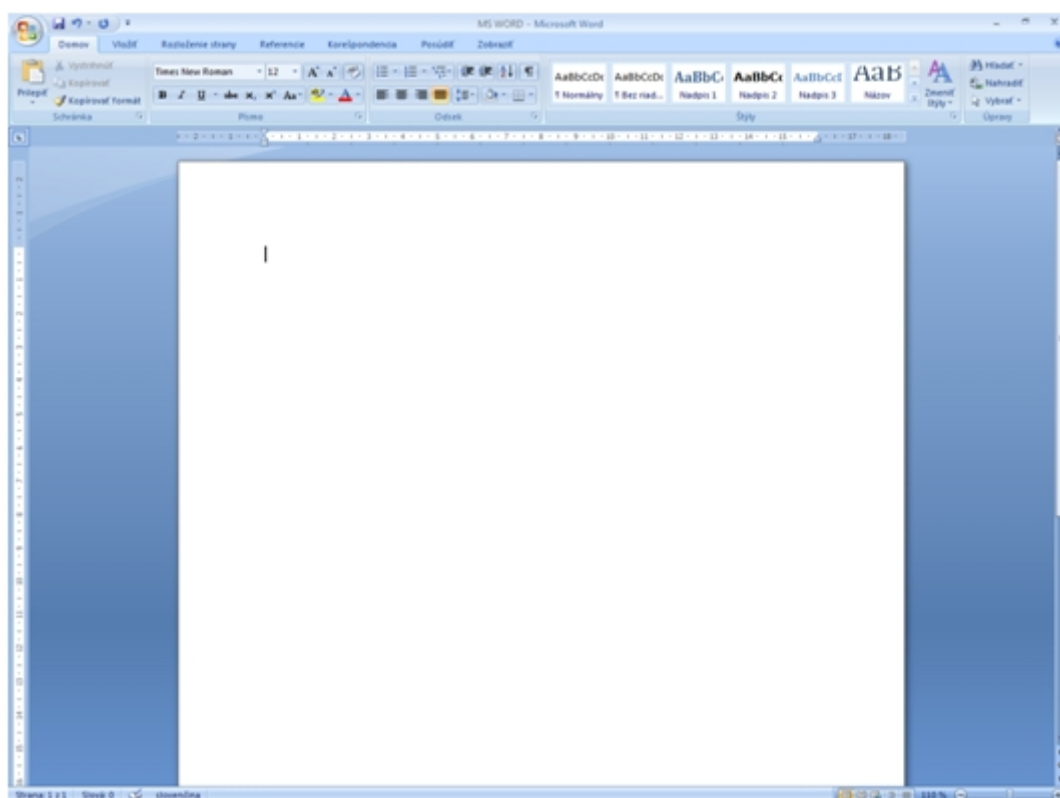 MS WORD - Microsoft Word
Domov Vložiť Rozloženie strany Referencie Korešpondencia Posúdiť Zobraziť
Prilepiť
Vystrihnúť
Kopírovať
Kopírovať formát
Schránka
Times New Roman 12
Písmo
Odsek
AaBbCcDc AaBbCcDc AaBbC AaBbCc AaBbCcI AaB
¶ Normálny ¶ Bez riad... Nadpis 1 Nadpis 2 Nadpis 3 Názov
Zmeniť štýly
Štýly
Hľadať
Nahradiť
Vybrať
Úpravy
Strana: 1 z 1 Slová: 0 slovenčina 110 %